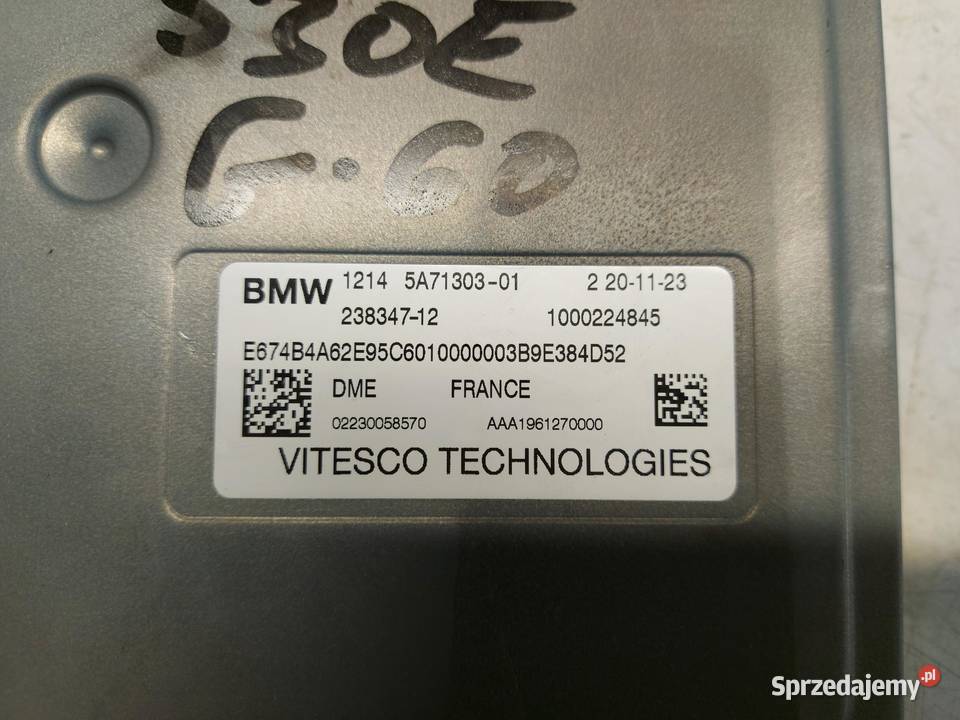 530E
G-60
BMW 1214 5A71303-01 2 20-11-23
238347-12 1000224845
E674B4A62E95C6010000003B9E384D52
DME FRANCE
02230058570 AAA1961270000
VITESCO TECHNOLOGIES
Sprzedajemy.pl